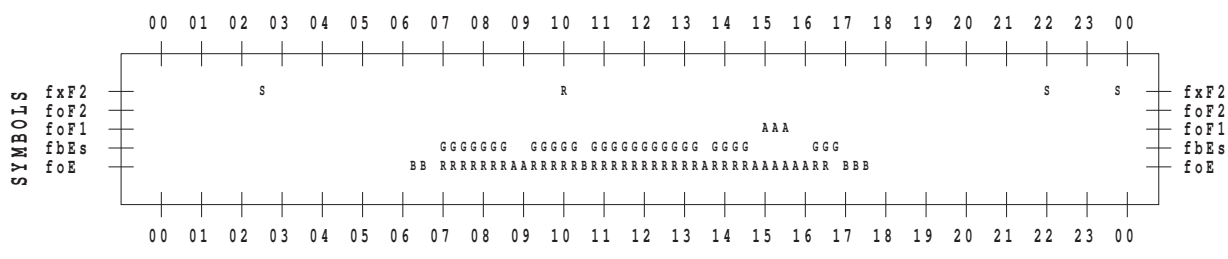 00 01 02 03 04 05 06 07 08 09 10 11 12 13 14 15 16 17 18 19 20 21 22 23 00
SYMBOLS
fxF2 S R S S fxF2
foF2 foF2
foF1 AAA foF1
fbEs GGGGGGG GGGGG GGGGGGGGGGG GGGG GGG fbEs
foE BB RRRRRRRAARRRRRBRRRRRRRRRRRARRRRAAAAAARR BBB foE
00 01 02 03 04 05 06 07 08 09 10 11 12 13 14 15 16 17 18 19 20 21 22 23 00